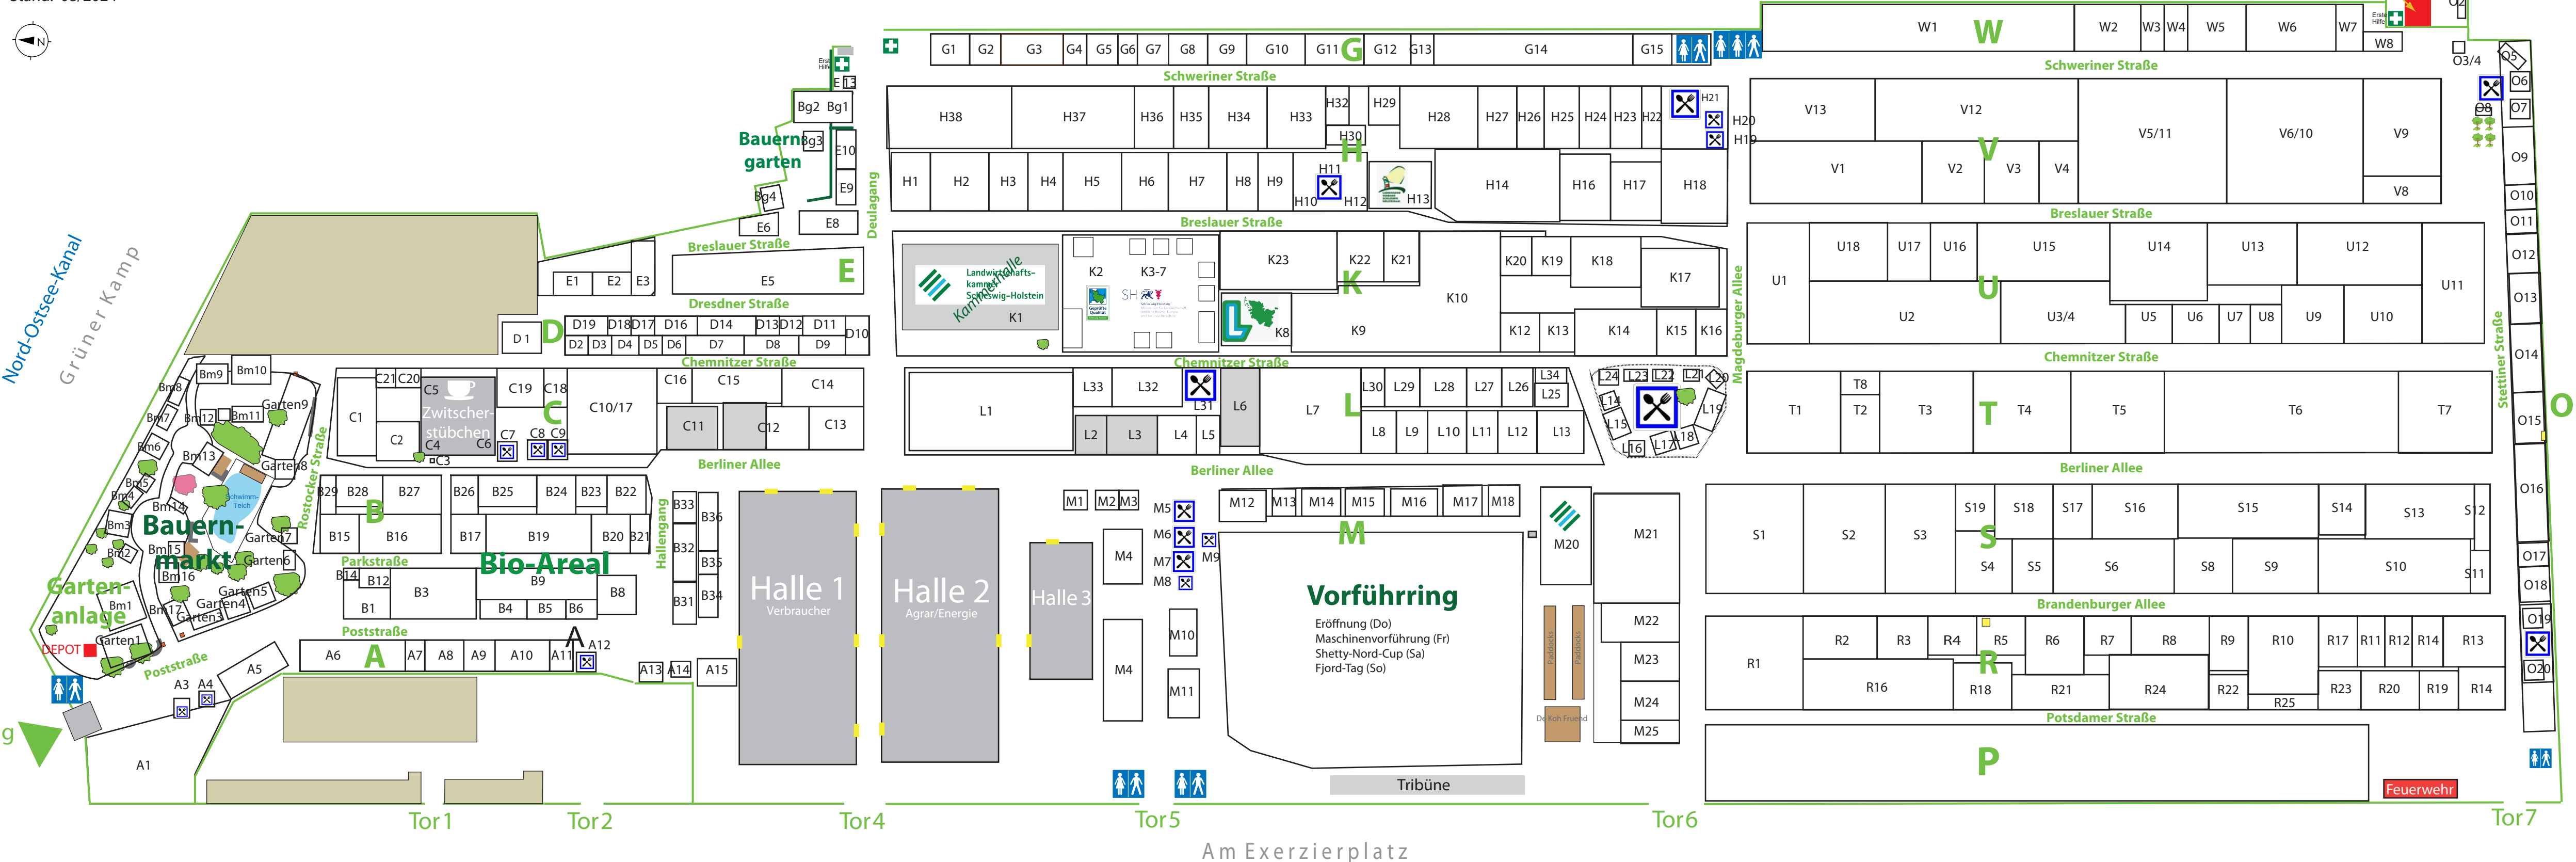 N
W1
W
W2
W3
W4
W5
W6
W7
W8
Erste
Hilfe
O2
G1
G2
G3
G4
G5
G6
G7
G8
G9
G10
G11
G
G12
G13
G14
G15
Schweriner Straße
Schweriner Straße
O3/4
O5
O6
O7
O8
O9
O10
O11
O12
O13
O14
O15
O
O16
O17
O18
O19
O20
Stettiner Straße
Erste
Hilfe
E 13
Bg2
Bg1
Bauern
garten
Bg3
Bg4
E10
E9
E8
E6
Deulagang
H38
H37
H36
H35
H34
H33
H32
H30
H29
H28
H27
H26
H25
H24
H23
H22
H21
H20
H19
H
H1
H2
H3
H4
H5
H6
H7
H8
H9
H11
H10
H12
H13
H14
H16
H17
H18
V13
V12
V5/11
V6/10
V9
V
V1
V2
V3
V4
V8
Breslauer Straße
Breslauer Straße
Breslauer Straße
Nord-Ostsee-Kanal
Grüner Kamp
E1
E2
E3
E5
E
Dresdner Straße
Landwirtschafts-
kammer
Schleswig-Holstein
Kammerhalle
K1
K2
K3-7
Geprüfte
Qualität
SH
K23
K22
K21
K
K8
K9
K10
K20
K19
K18
K17
K12
K13
K14
K15
K16
Magdeburger Allee
U1
U18
U17
U16
U15
U14
U13
U12
U11
U
U2
U3/4
U5
U6
U7
U8
U9
U10
D 1
D
D19
D18
D17
D16
D14
D13
D12
D11
D10
D2
D3
D4
D5
D6
D7
D8
D9
Chemnitzer Straße
Chemnitzer Straße
Chemnitzer Straße
C1
C21
C20
C2
C5
Zwitscher-
stübchen
C4
C6
C3
C19
C18
C
C7
C8
C9
C10/17
C16
C15
C14
C11
C12
C13
L1
L33
L32
L31
L6
L2
L3
L4
L5
L7
L
L30
L29
L28
L27
L26
L34
L25
L8
L9
L10
L11
L12
L13
L24
L23
L22
L21
L20
L14
L15
L16
L17
L18
L19
T1
T8
T2
T3
T
T4
T5
T6
T7
Berliner Allee
Berliner Allee
Berliner Allee
Bm10
Bm9
Bm8
Bm7
Bm12
Bm11
Garten9
Bm6
Bm13
Garten8
Bm5
Bm4
Schwimm-
Teich
Bm14
Bm3
Bauern-
markt
Garten7
Bm2
Bm15
Garten6
Bm16
Garten-
anlage
Garten5
Bm1
Bm17
Garten4
Garten3
Garten1
DEPOT
Rostocker Straße
B29
B28
B27
B
B26
B25
B24
B23
B22
B15
B16
B17
B19
B20
B21
Parkstraße
Bio-Areal
B14
B12
B1
B3
B9
B4
B5
B6
B8
Hallengang
B33
B36
B32
B35
B31
B34
Poststraße
Poststraße
A
A6
A
A7
A8
A9
A10
A11
A12
A13
A14
A15
A5
A3
A4
A1
g
Halle 1
Verbraucher
Halle 2
Agrar/Energie
Halle 3
M1
M2
M3
M4
M4
M5
M6
M7
M8
M9
M10
M11
M12
M13
M14
M15
M16
M17
M18
M
Vorführring
Eröffnung (Do)
Maschinenvorführung (Fr)
Shetty-Nord-Cup (Sa)
Fjord-Tag (So)
Tribüne
M20
Paddocks
Paddocks
De Koh Fruend
M21
M22
M23
M24
M25
S1
S2
S3
S19
S18
S17
S16
S15
S14
S13
S12
S
S4
S5
S6
S8
S9
S10
S11
Brandenburger Allee
R1
R2
R3
R4
R5
R6
R7
R8
R9
R10
R17
R11
R12
R14
R13
R
R16
R18
R21
R24
R22
R25
R23
R20
R19
R14
Potsdamer Straße
P
Feuerwehr
Tor1
Tor2
Tor4
Tor5
Tor6
Tor7
Am Exerzierplatz